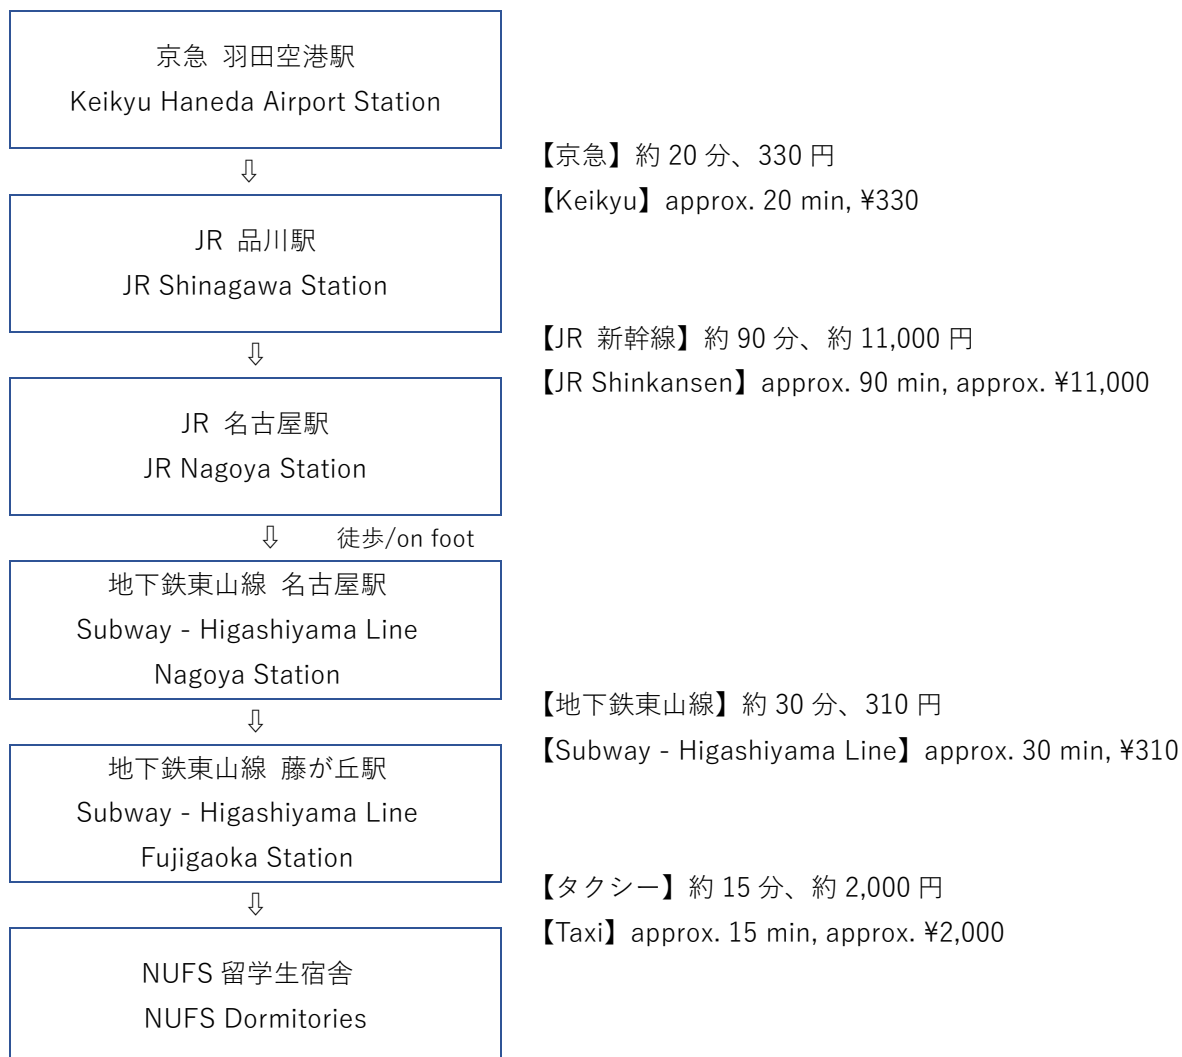 京急 羽田空港駅
Keikyu Haneda Airport Station
⇩
【京急】約 20 分、330 円
【Keikyu】approx. 20 min, ¥330
JR 品川駅
JR Shinagawa Station
⇩
【JR 新幹線】約 90 分、約 11,000 円
【JR Shinkansen】approx. 90 min, approx. ¥11,000
JR 名古屋駅
JR Nagoya Station
⇩ 徒歩/on foot
地下鉄東山線 名古屋駅
Subway - Higashiyama Line
Nagoya Station
⇩
【地下鉄東山線】約 30 分、310 円
【Subway - Higashiyama Line】approx. 30 min, ¥310
地下鉄東山線 藤が丘駅
Subway - Higashiyama Line
Fujigaoka Station
⇩
【タクシー】約 15 分、約 2,000 円
【Taxi】approx. 15 min, approx. ¥2,000
NUFS 留学生宿舎
NUFS Dormitories